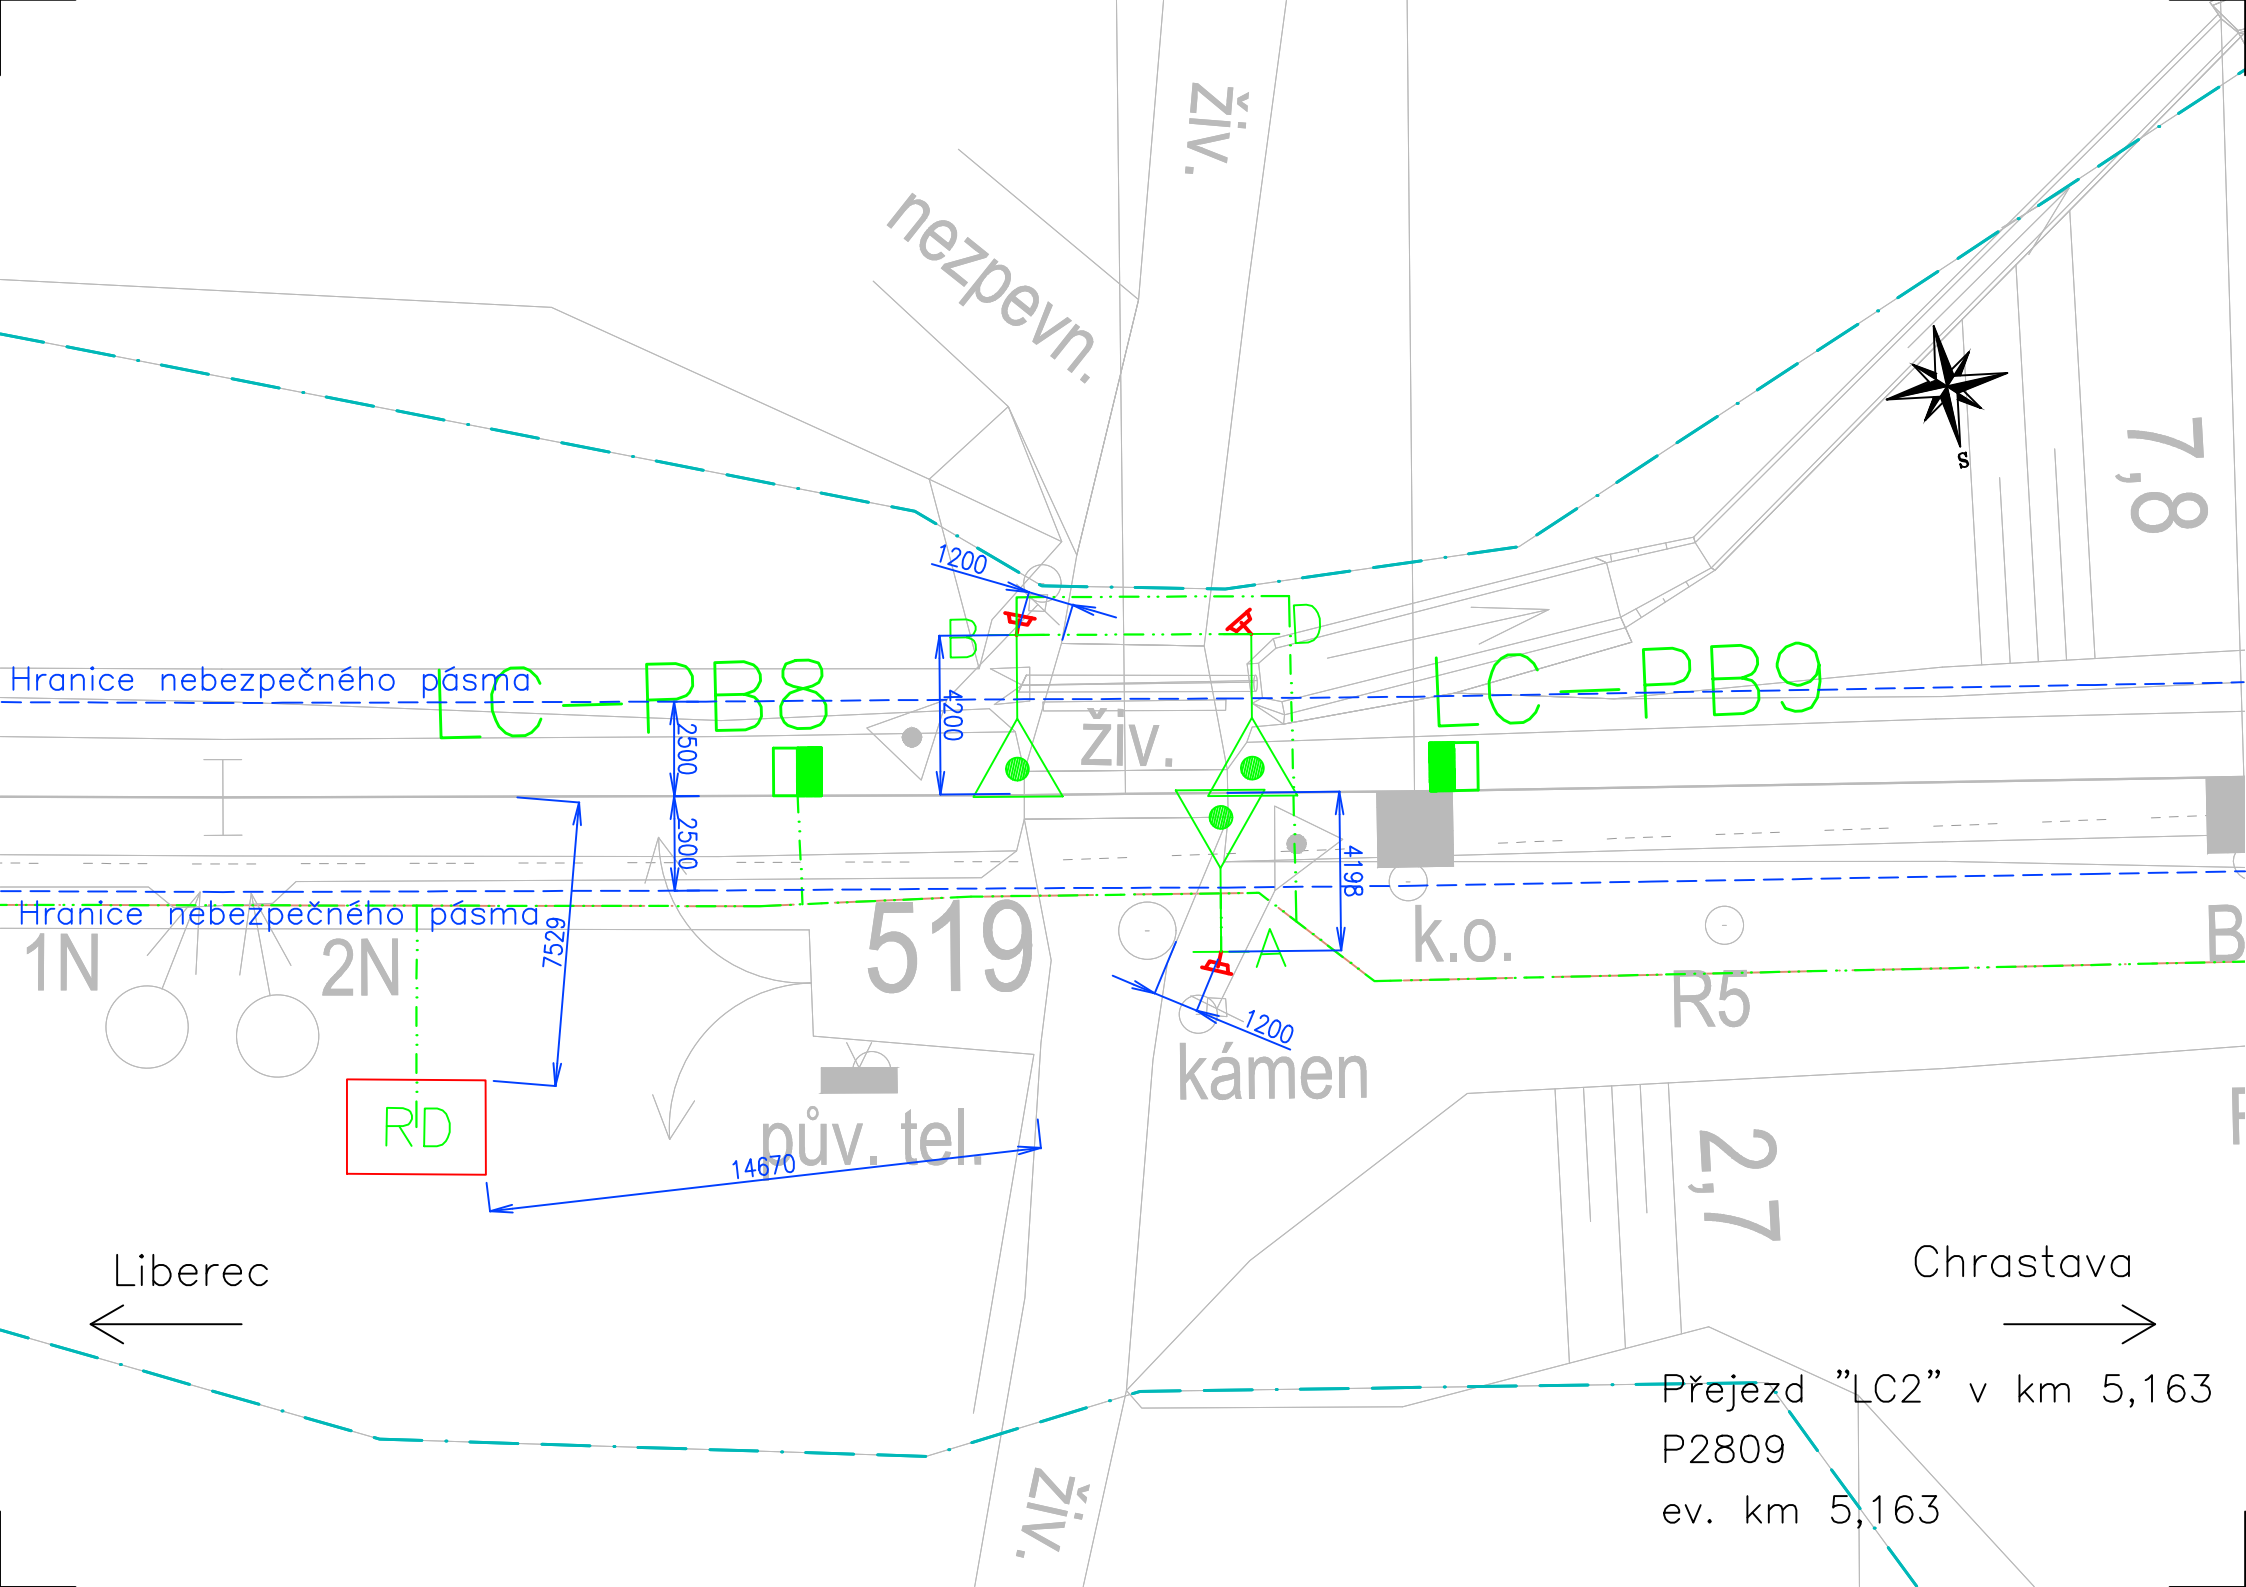 živ.
nezpevn.
s
7,8
1200
B
D
Hranice nebezpečného pásma
LC-PB8
LC-PB9
4200
2500
živ.
2500
4198
Hranice nebezpečného pásma
519
1N
2N
7529
A
k.o.
B
R5
1200
kámen
RD
pův. tel.
14670
2,7
Liberec
Chrastava
Přejezd "LC2" v km 5,163
P2809
ev. km 5,163
živ.